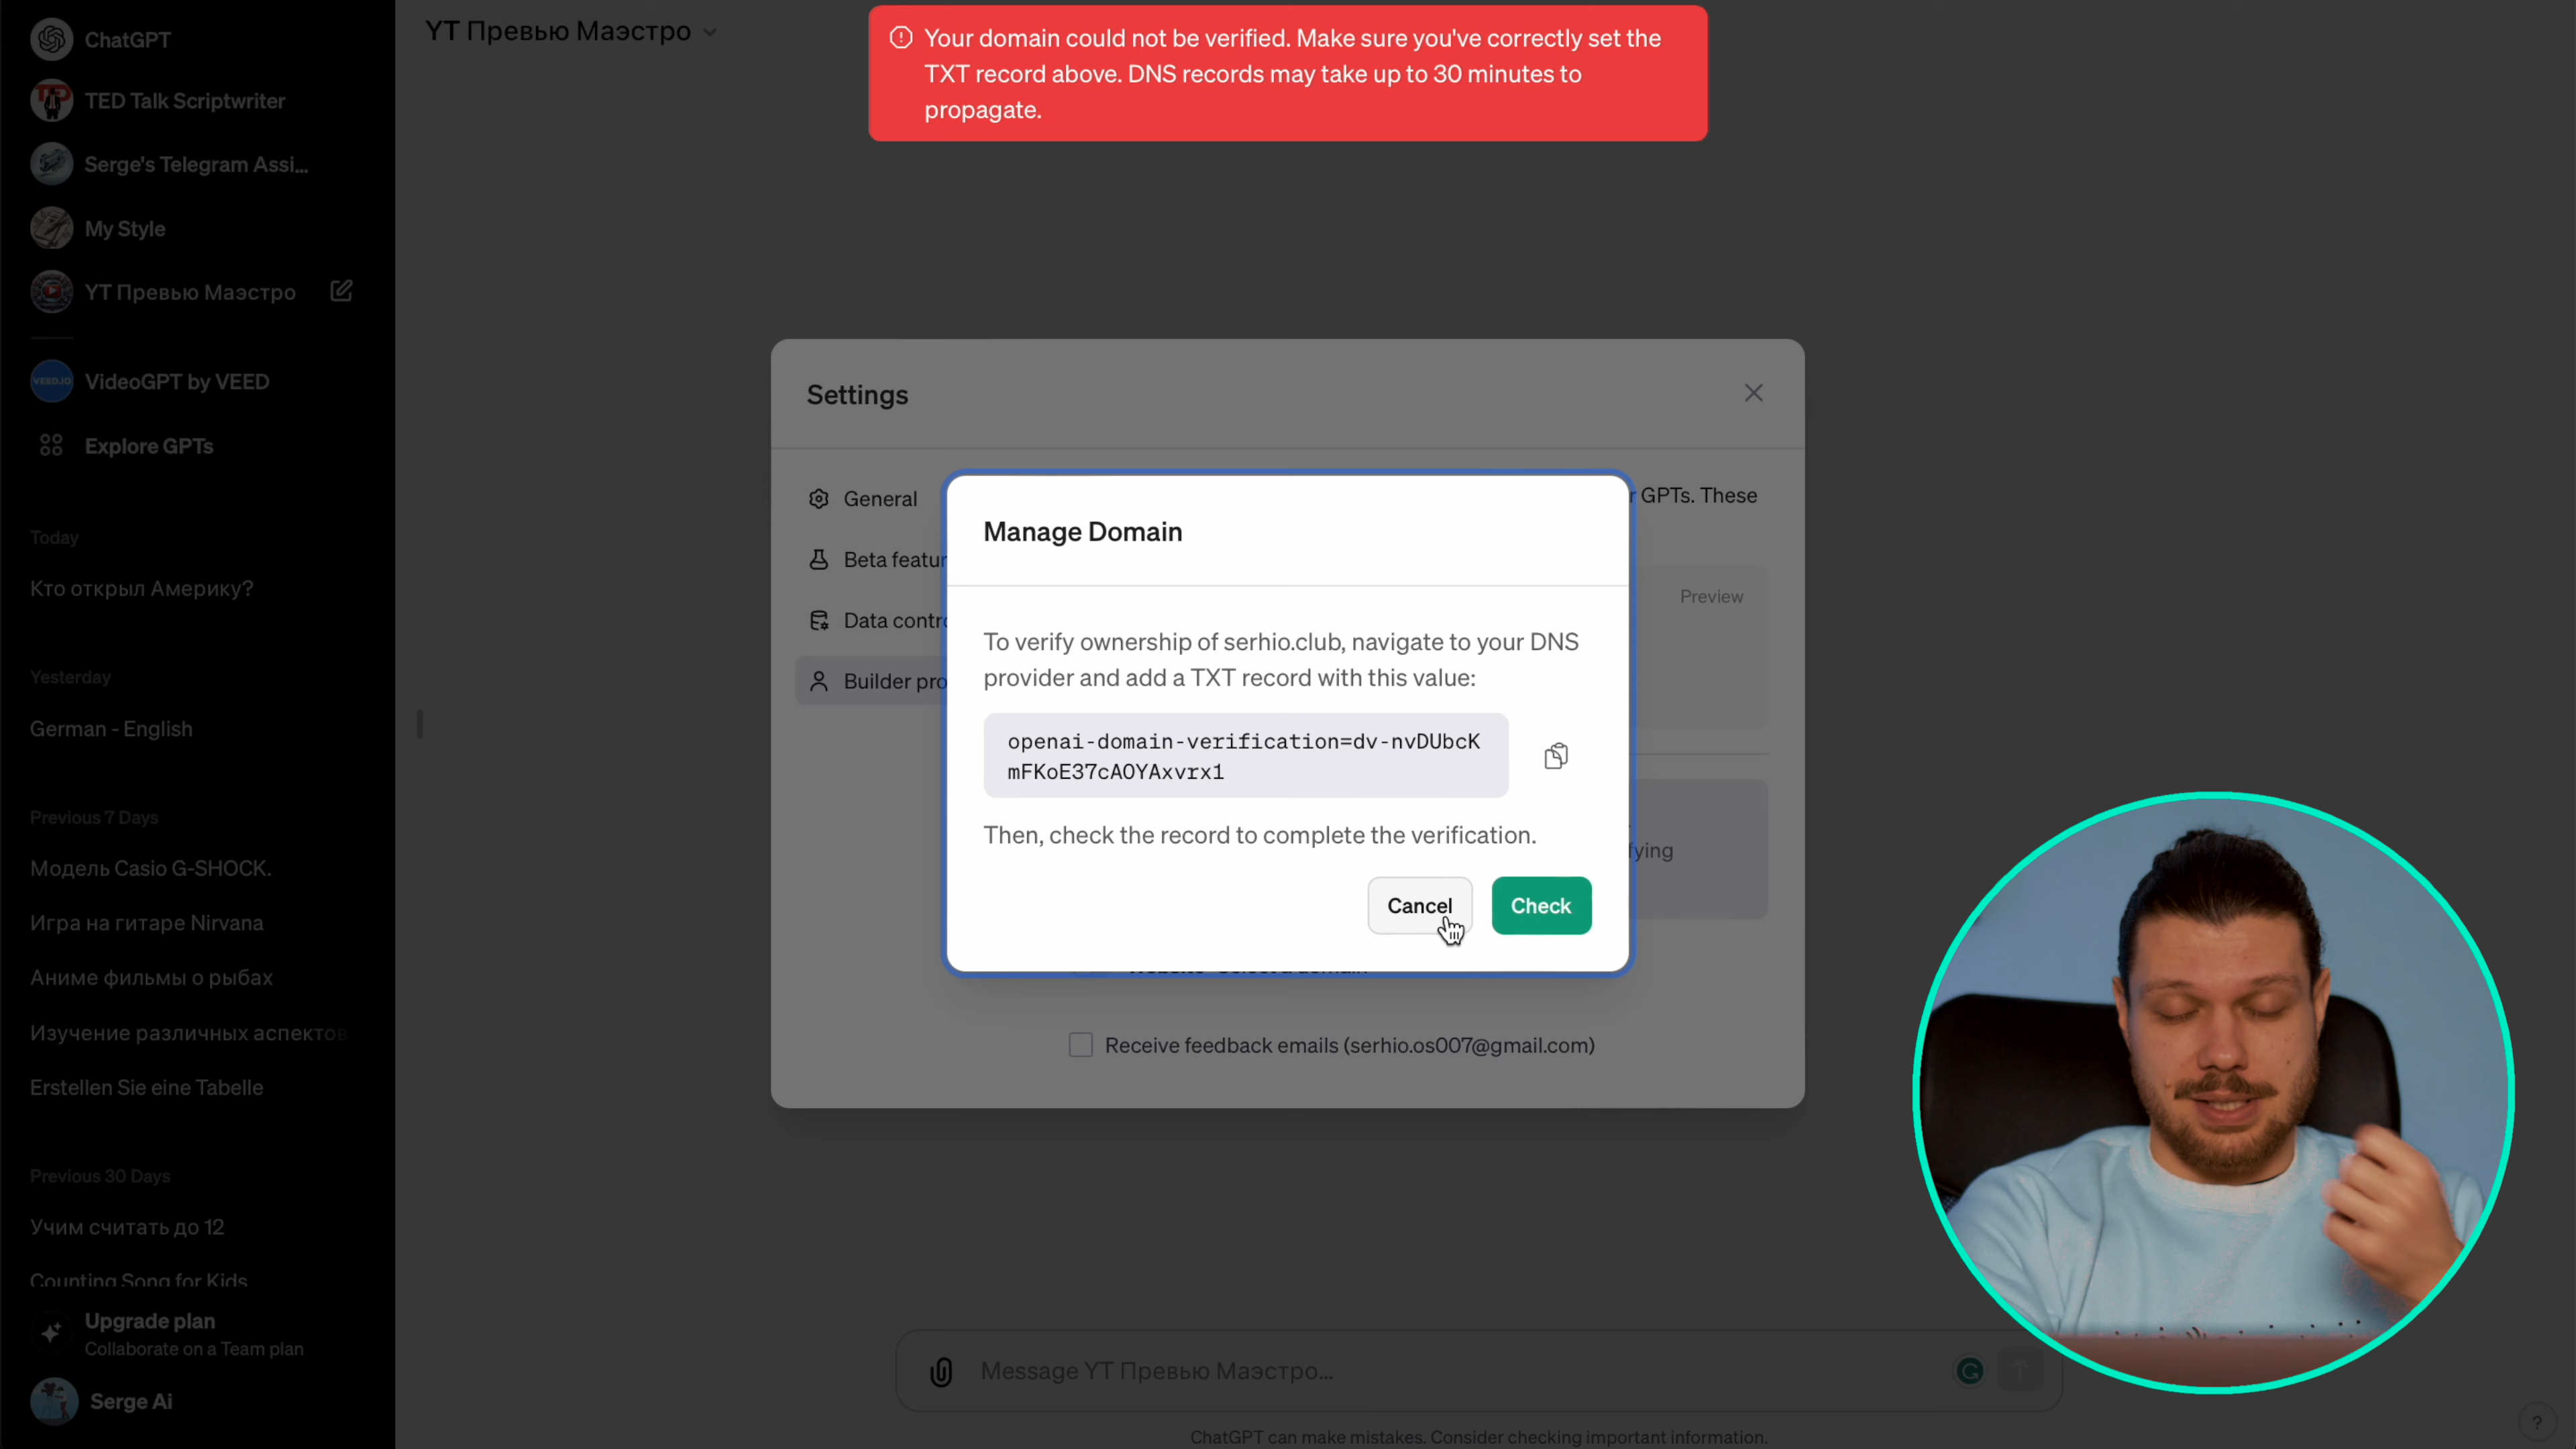 ChatGPT
TED Talk Scriptwriter
Serge's Telegram Assi...
My Style
YT Превью Маэстро
VEED.IO
VideoGPT by VEED
Explore GPTs
Today
Кто открыл Америку?
Yesterday
German - English
Previous 7 Days
Модель Casio G-SHOCK.
Игра на гитаре Nirvana
Аниме фильмы о рыбах
Изучение различных аспектов
Erstellen Sie eine Tabelle
Previous 30 Days
Учим считать до 12
Counting Song for Kids
Upgrade plan
Collaborate on a Team plan
Serge Ai
YT Превью Маэстро
Your domain could not be verified. Make sure you've correctly set the
TXT record above. DNS records may take up to 30 minutes to
propagate.
Settings
General
Beta featur
Data contro
Builder pro
r GPTs. These
Preview
fying
Manage Domain
To verify ownership of serhio.club, navigate to your DNS
provider and add a TXT record with this value:
openai-domain-verification=dv-nvDUbcK
mFKoE37cAOYAxvrx1
Then, check the record to complete the verification.
Cancel
Check
Receive feedback emails (serhio.os007@gmail.com)
Message YT Превью Маэстро...
ChatGPT can make mistakes. Consider checking important information.
?